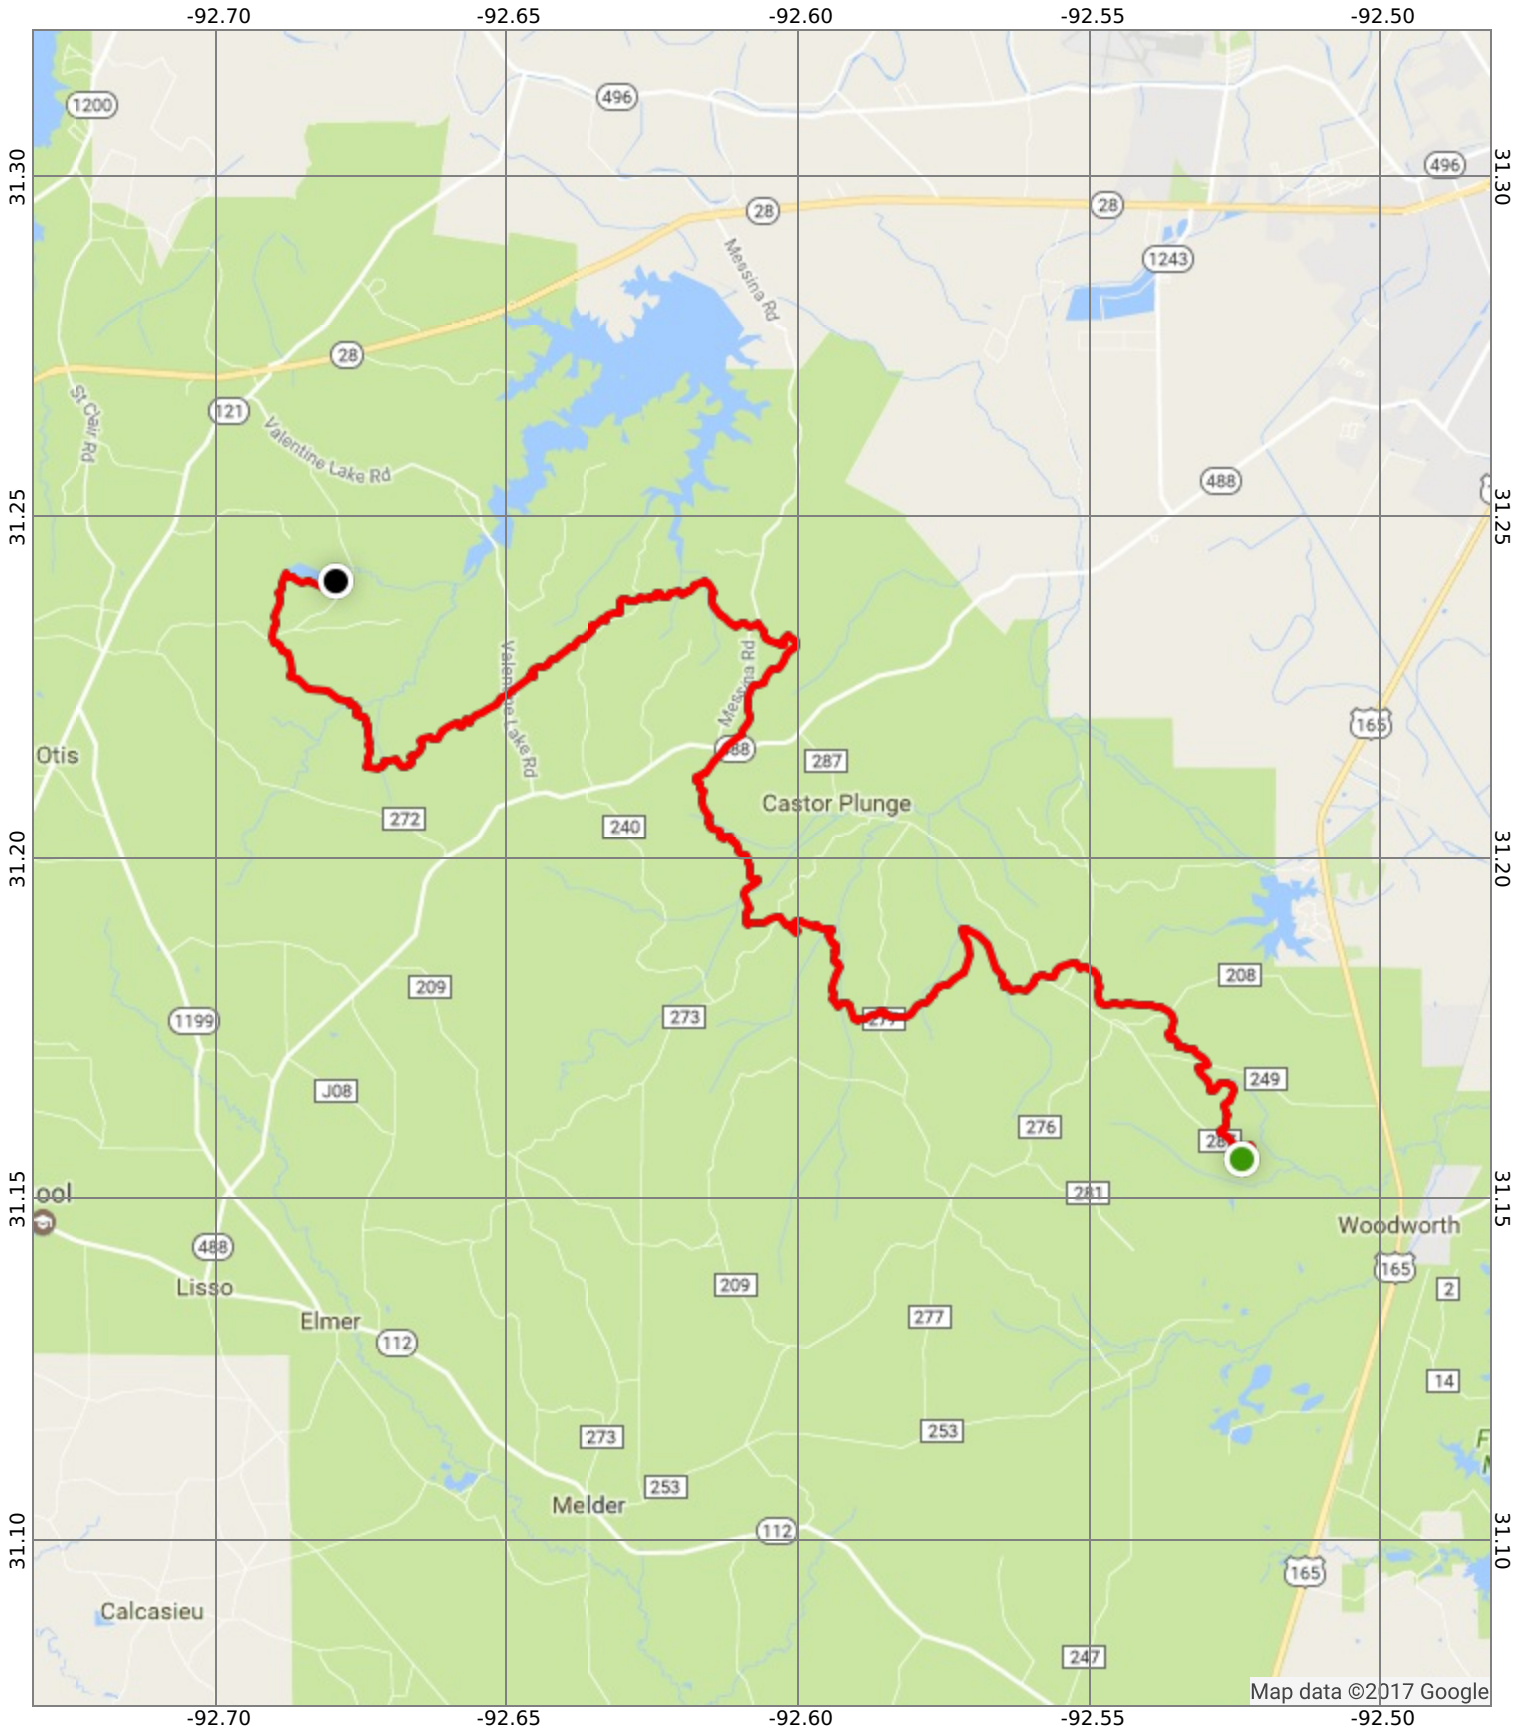 -92.70 -92.65 -92.60 -92.55 -92.50
1200
496
31.30
31.30
496
28
28
Messina Rd
1243
28
St Clair Rd
121
Valentine Lake Rd
488
31.25
31.25
Valentine Lake Rd
Messina Rd
165
Otis
287
Castor Plunge
272
240
31.20
31.20
209
208
1199
273
J08
249
276
281
31.15
31.15
ool
Woodworth
488
165
Lisso
209
2
Elmer
277
112
14
273
253
253
Melder
112
31.10
31.10
165
Calcasieu
247
Map data ©2017 Google
-92.70 -92.65 -92.60 -92.55 -92.50